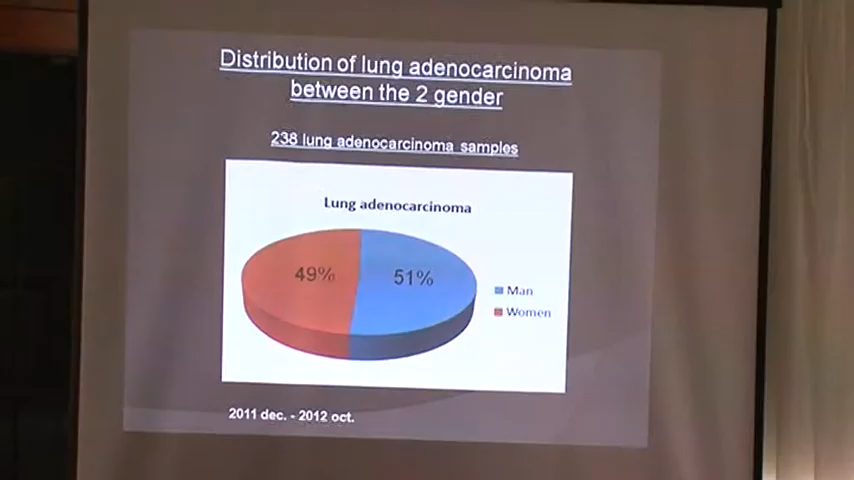 Distribution of lung adenocarcinoma
between the 2 gender
238 lung adenocarcinoma samples
Lung adenocarcinoma
49%
51%
Man
Women
2011 dec. - 2012 oct.